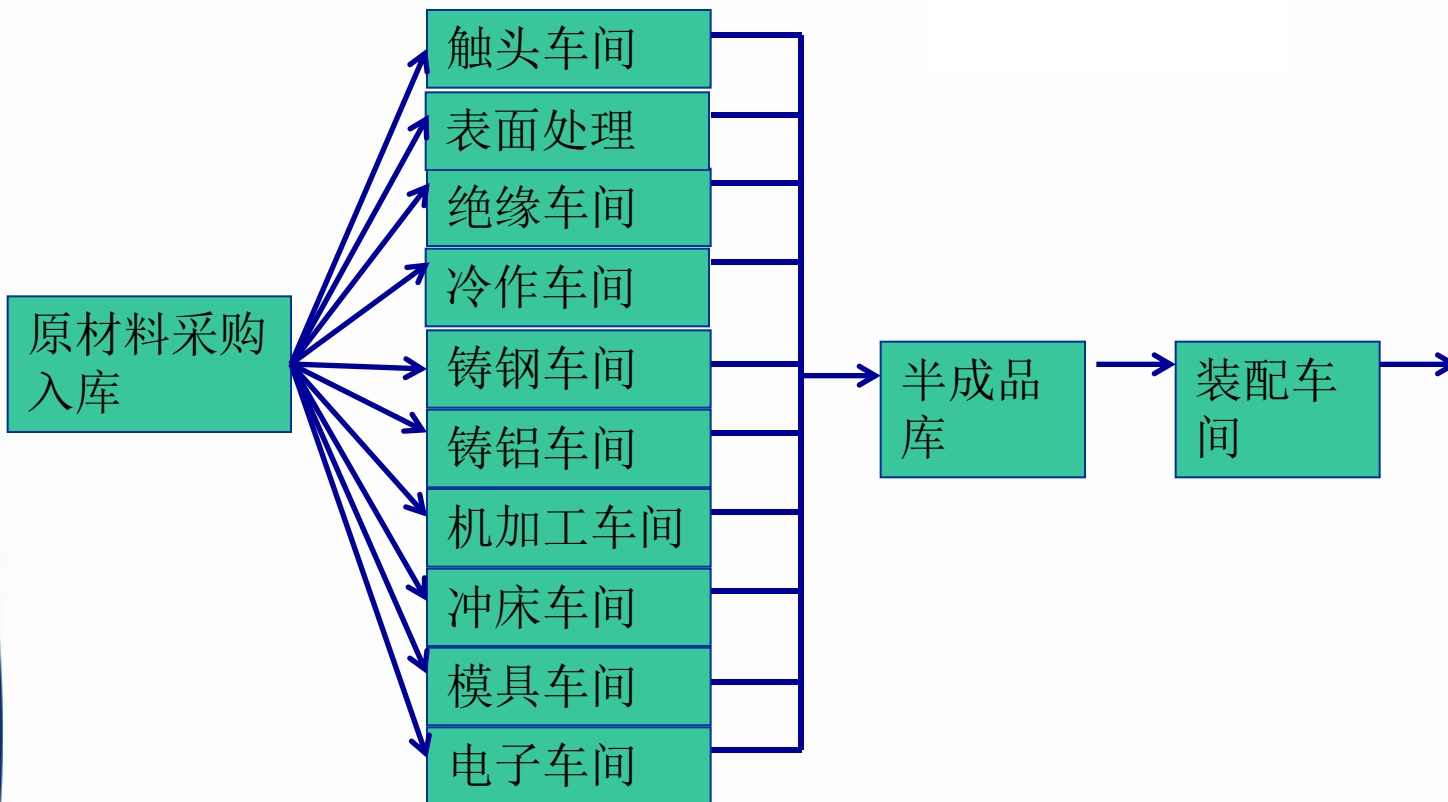 触头车间
表面处理
绝缘车间
冷作车间
原材料采购
入库
铸钢车间
铸铝车间
机加工车间
冲床车间
模具车间
电子车间
半成品
库
装配车
间